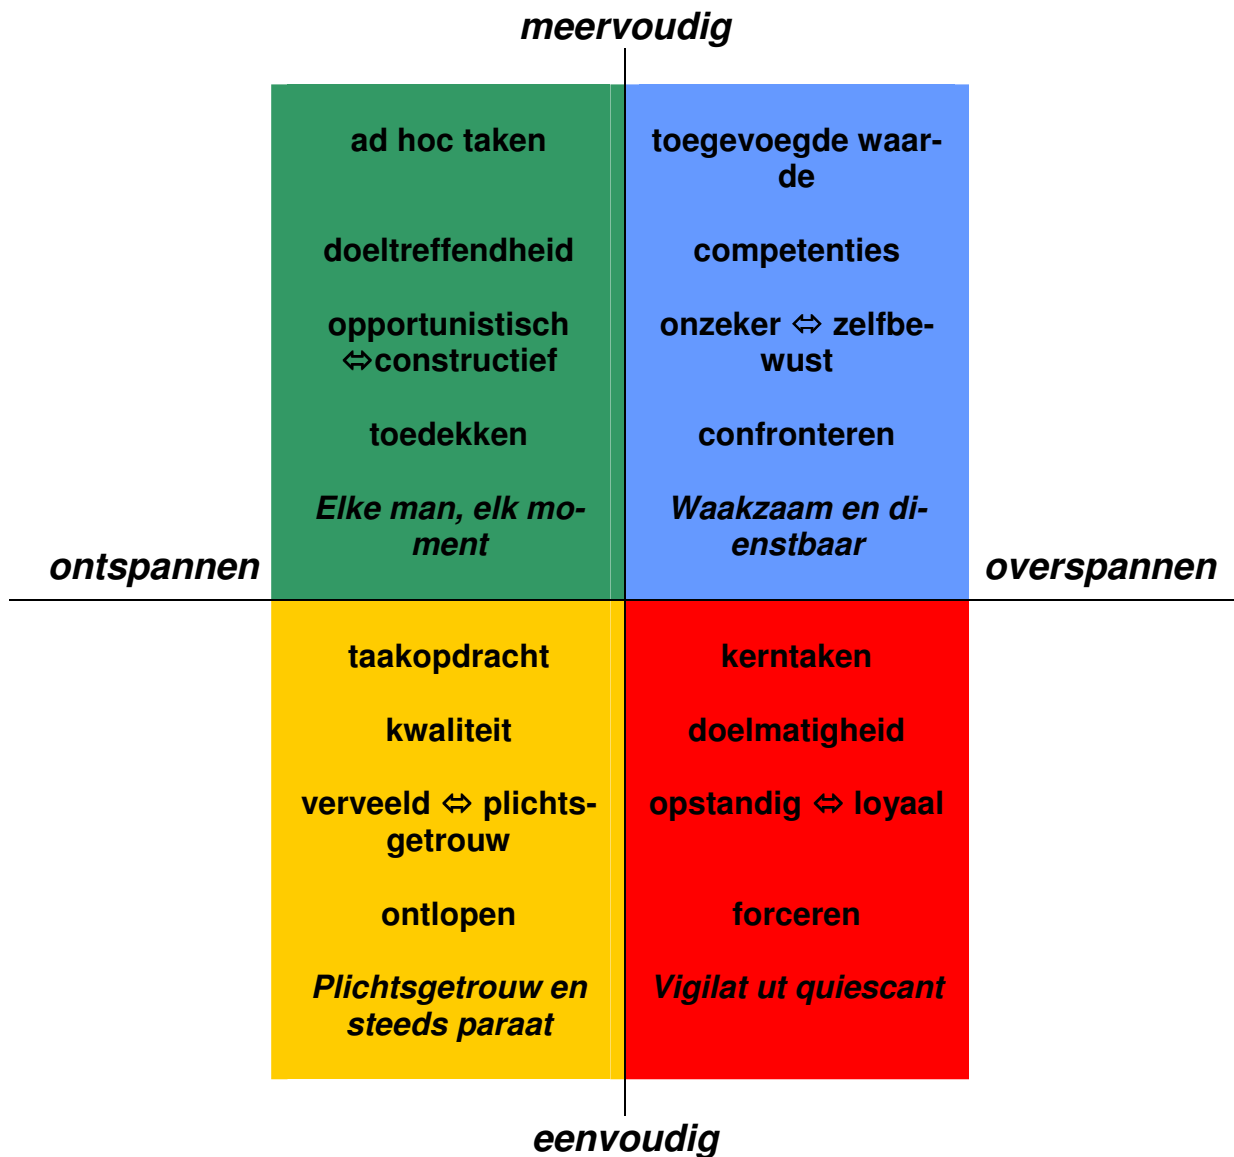 meervoudig
ad hoc taken
doeltreffendheid
opportunistisch
⇔constructief
toedekken
Elke man, elk mo-
ment
toegevoegde waar-
de
competenties
onzeker ⇔ zelfbe-
wust
confronteren
Waakzaam en di-
enstbaar
ontspannen
overspannen
taakopdracht
kwaliteit
verveeld ⇔ plichts-
getrouw
ontlopen
Plichtsgetrouw en
steeds paraat
kerntaken
doelmatigheid
opstandig ⇔ loyaal
forceren
Vigilat ut quiescant
eenvoudig